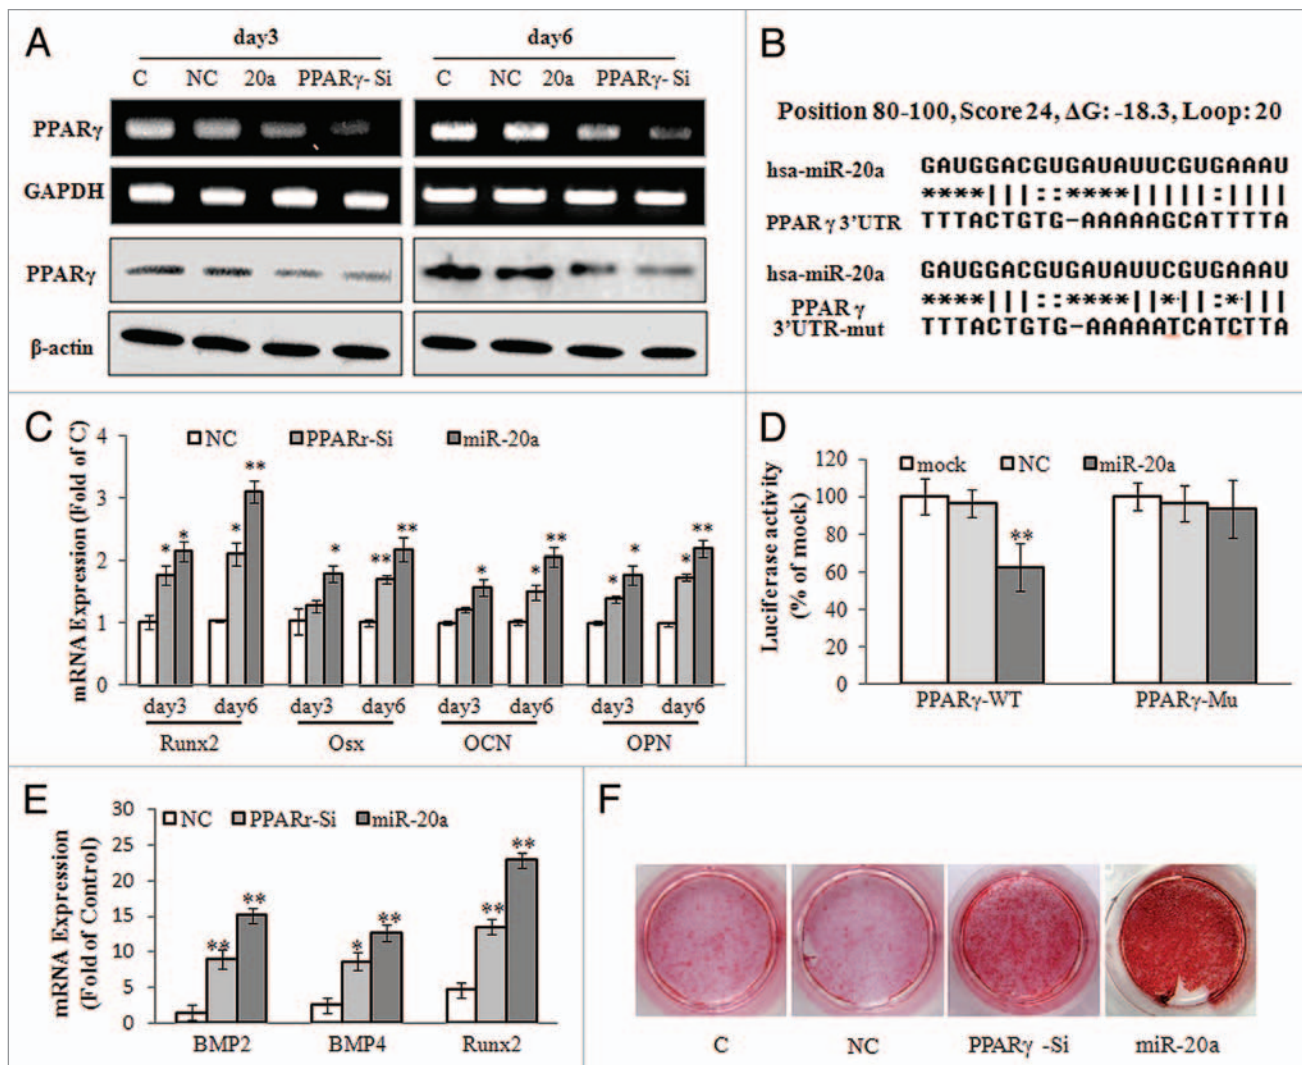 A
day3
day6
C NC 20a PPARγ- Si
C NC 20a PPARγ- Si
PPARγ
GAPDH
PPARγ
β-actin
B
Position 80-100, Score 24, ΔG: -18.3, Loop: 20
hsa-miR-20a GAUGGACGUGAUAUUCGUGAAAU
****|||::****|||||:||||
PPARγ 3'UTR TTTACTGTG-AAAAAGCATTTTA
hsa-miR-20a GAUGGACGUGAUAUUCGUGAAAU
PPARγ ****|||::****||*||:*|||
3'UTR-mut TTTACTGTG-AAAAATCATCTTA
C
mRNA Expression (Fold of C)
4
3
2
1
0
NC PPARr-Si miR-20a
* * * ** * ** ** * * ** * * * **
day3 day6 day3 day6 day3 day6 day3 day6
Runx2 Osx OCN OPN
D
Luciferase activity
(% of mock)
120
100
80
60
40
20
0
mock NC miR-20a
**
PPARγ-WT PPARγ-Mu
E
mRNA Expression
(Fold of Control)
30
25
20
15
10
5
0
NC PPARr-Si miR-20a
** ** * ** ** **
BMP2 BMP4 Runx2
F
C NC PPARγ -Si miR-20a